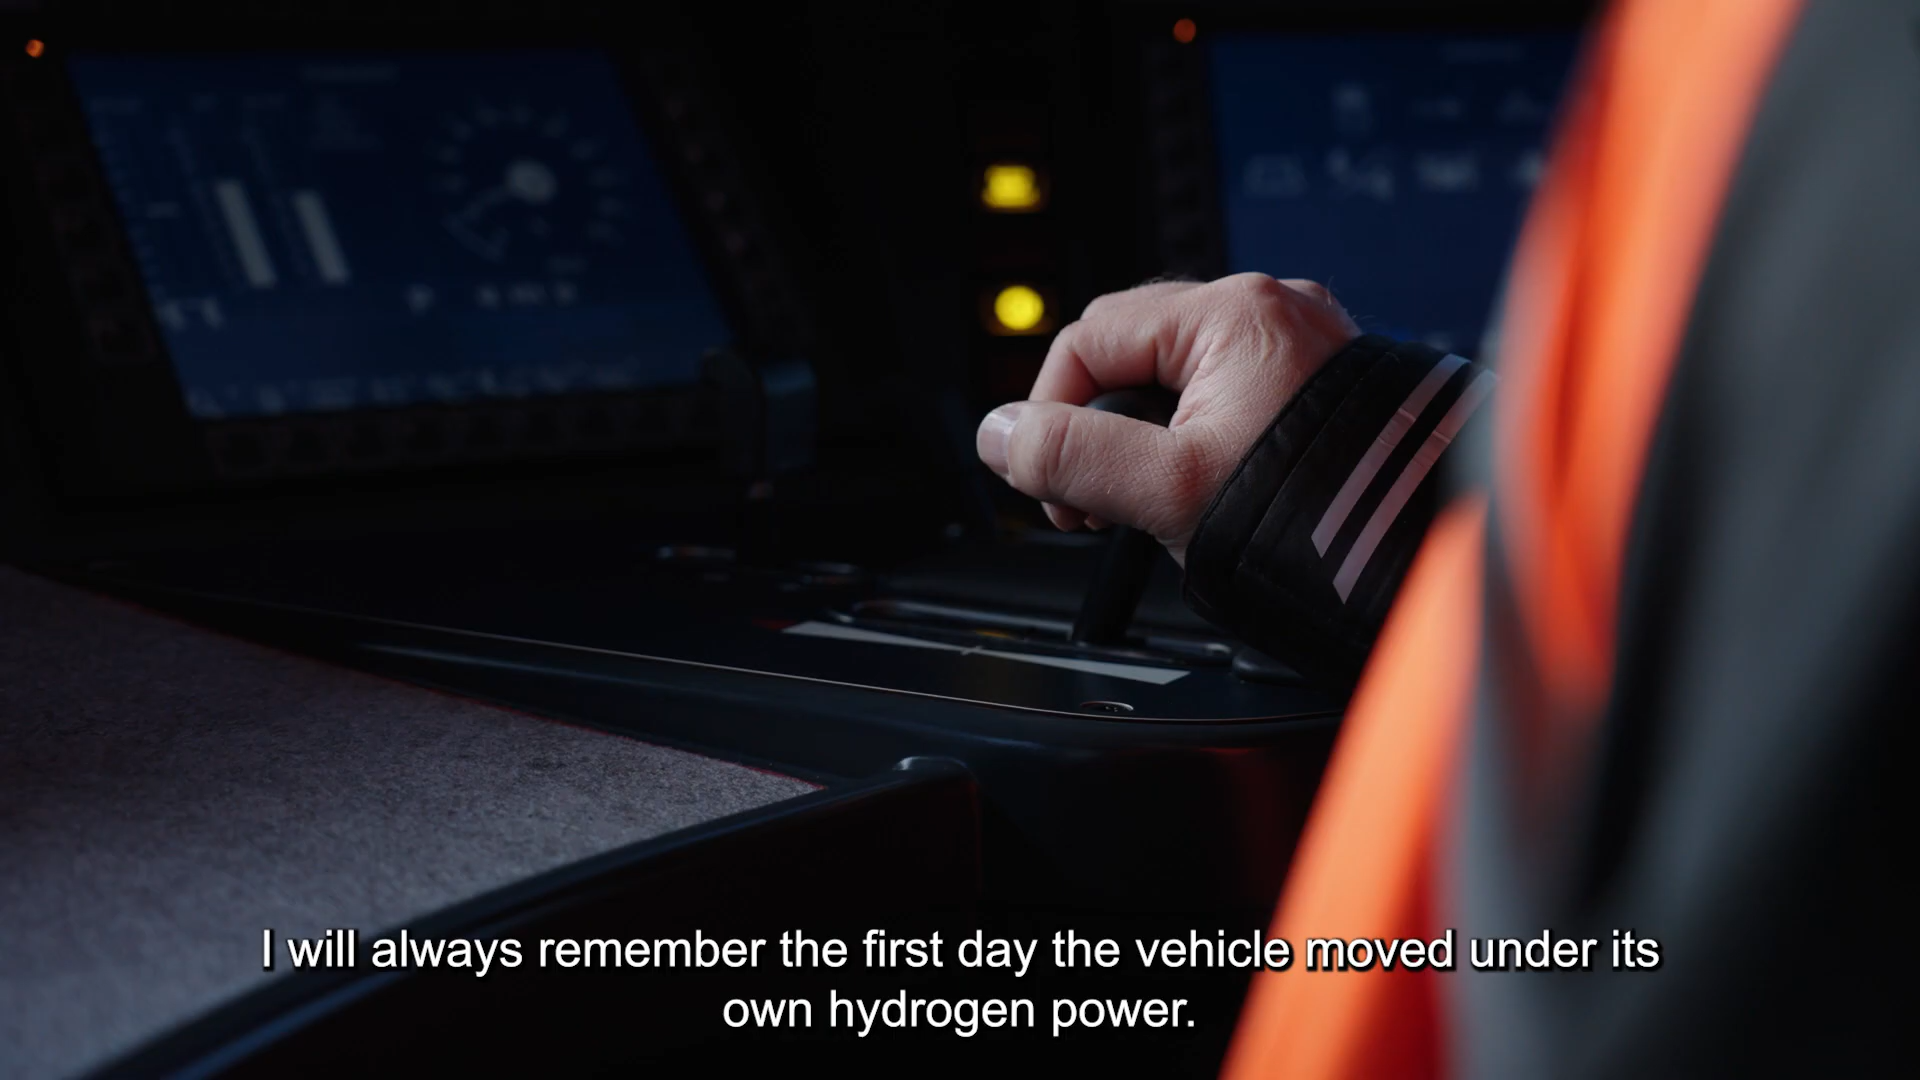 I will always remember the first day the vehicle moved under its
own hydrogen power.